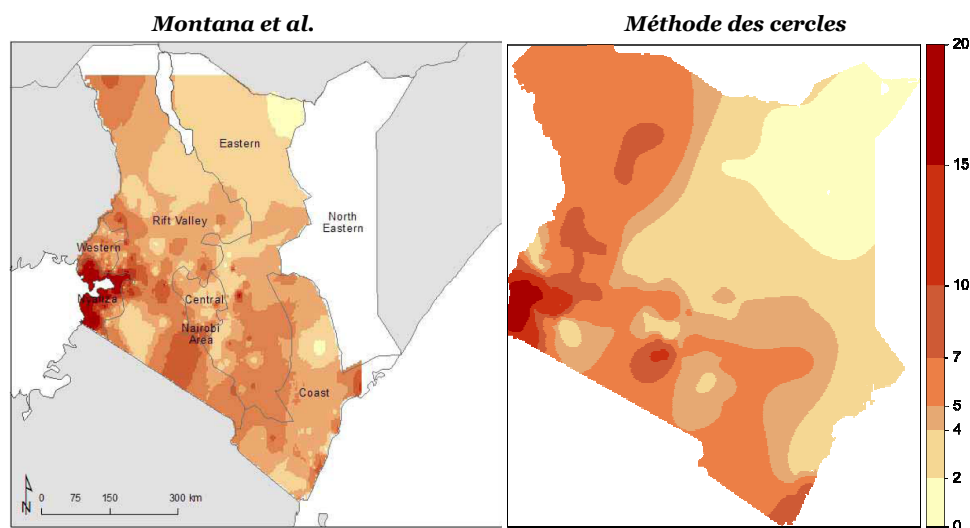 Montana et al.
Méthode des cercles
Eastern
Rift Valley
North
Eastern
Western
Nyanza
Central
Nairobi
Area
Coast
N
0 75 150 300 km
20
15
10
7
5
4
2
0